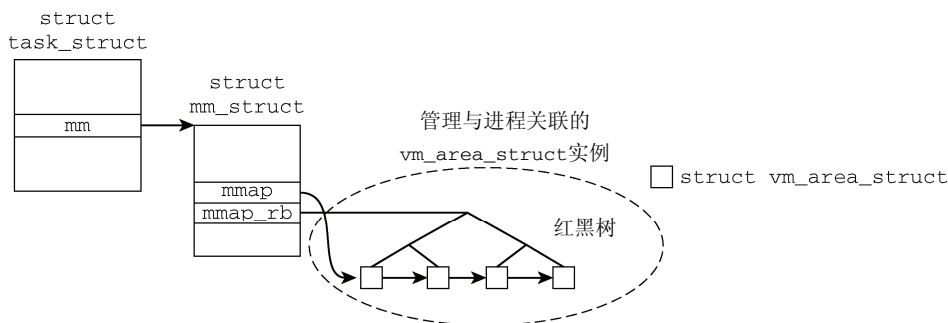 struct
task_struct
mm
struct
mm_struct
mmap
mmap_rb
管理与进程关联的
vm_area_struct实例
红黑树
struct vm_area_struct